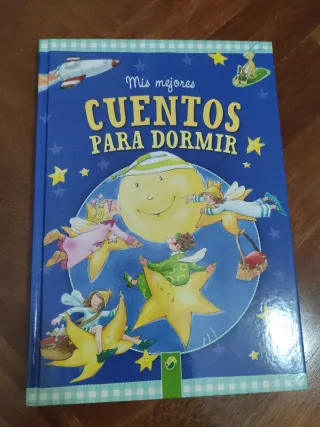 Mis mejores
CUENTOS
PARA DORMIR